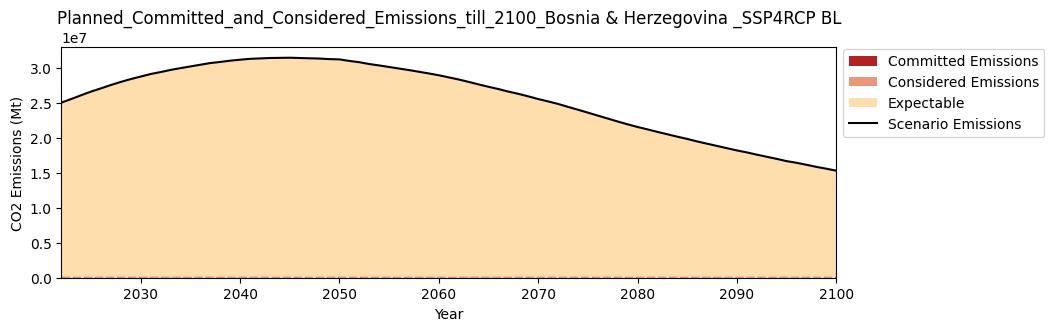 Planned_Committed_and_Considered_Emissions_till_2100_Bosnia & Herzegovina _SSP4RCP BL
1e7
3.0
2.5
2.0
1.5
1.0
0.5
0.0
CO2 Emissions (Mt)
2030 2040 2050 2060 2070 2080 2090 2100
Year
Committed Emissions
Considered Emissions
Expectable
Scenario Emissions